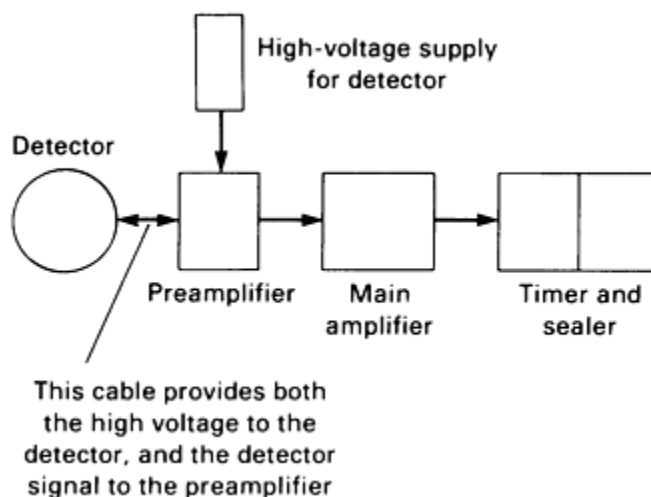 High-voltage supply
for detector
Detector
Preamplifier
Main
amplifier
Timer and
sealer
This cable provides both
the high voltage to the
detector, and the detector
signal to the preamplifier